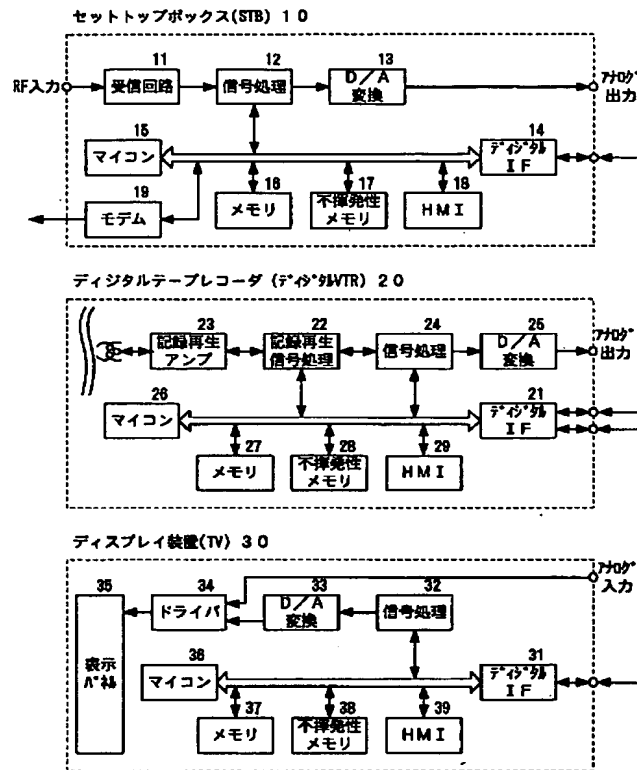 セットトップボックス(STB) 10
11
12
13
RF入力
受信回路
信号処理
D/A
変換
アナログ
出力
15
14
マイコン
ディジタル
IF
19
16
17
18
モデム
メモリ
不揮発性
メモリ
HMI
ディジタルテープレコーダ (ディジタルVTR) 20
23
22
24
25
記録再生
アンプ
記録再生
信号処理
信号処理
D/A
変換
アナログ
出力
26
21
マイコン
ディジタル
IF
27
28
29
メモリ
不揮発性
メモリ
HMI
ディスプレイ装置(TV) 30
アナログ
入力
35
34
33
32
ドライバ
D/A
変換
信号処理
表示
パネル
36
31
マイコン
ディジタル
IF
37
38
39
メモリ
不揮発性
メモリ
HMI